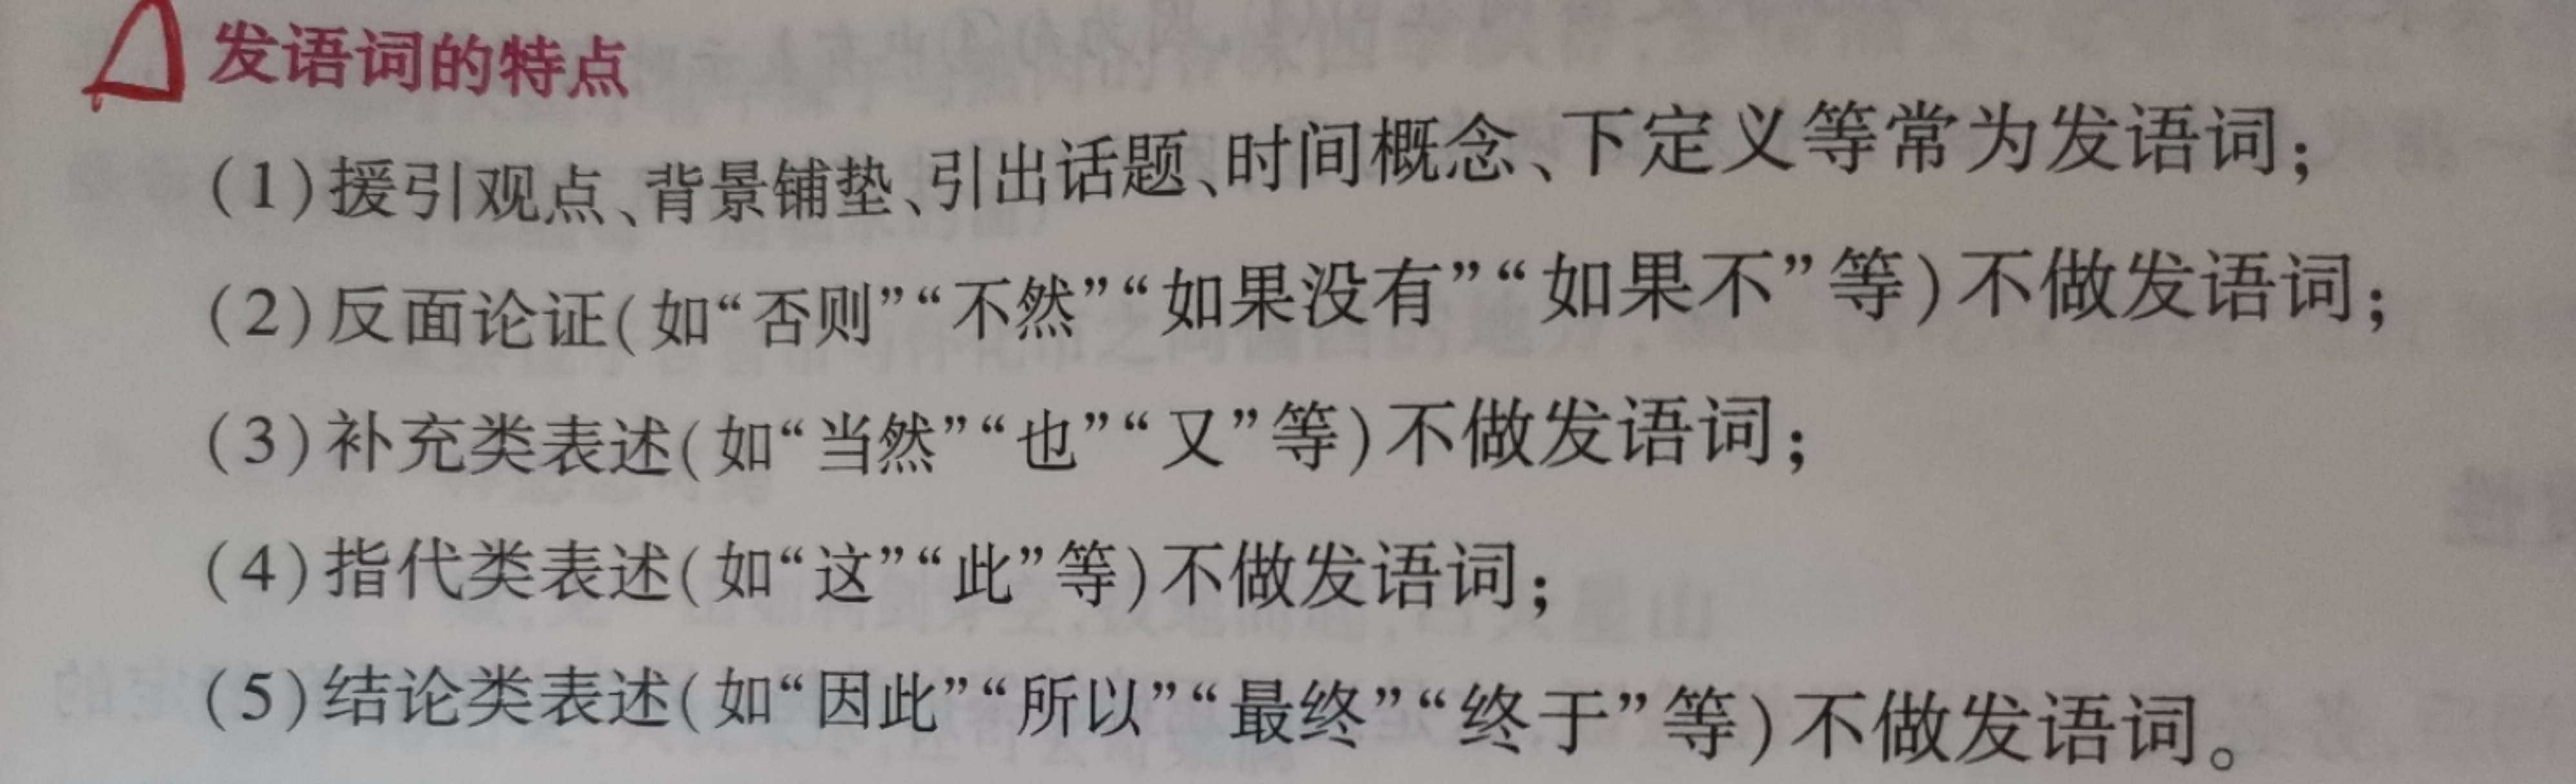 发语词的特点
(1)援引观点、背景铺垫、引出话题、时间概念、下定义等常为发语词；
(2)反面论证(如“否则”“不然”“如果没有”“如果不”等)不做发语词；
(3)补充类表述(如“当然”“也”“又”等)不做发语词；
(4)指代类表述(如“这”“此”等)不做发语词；
(5)结论类表述(如“因此”“所以”“最终”“终于”等)不做发语词。